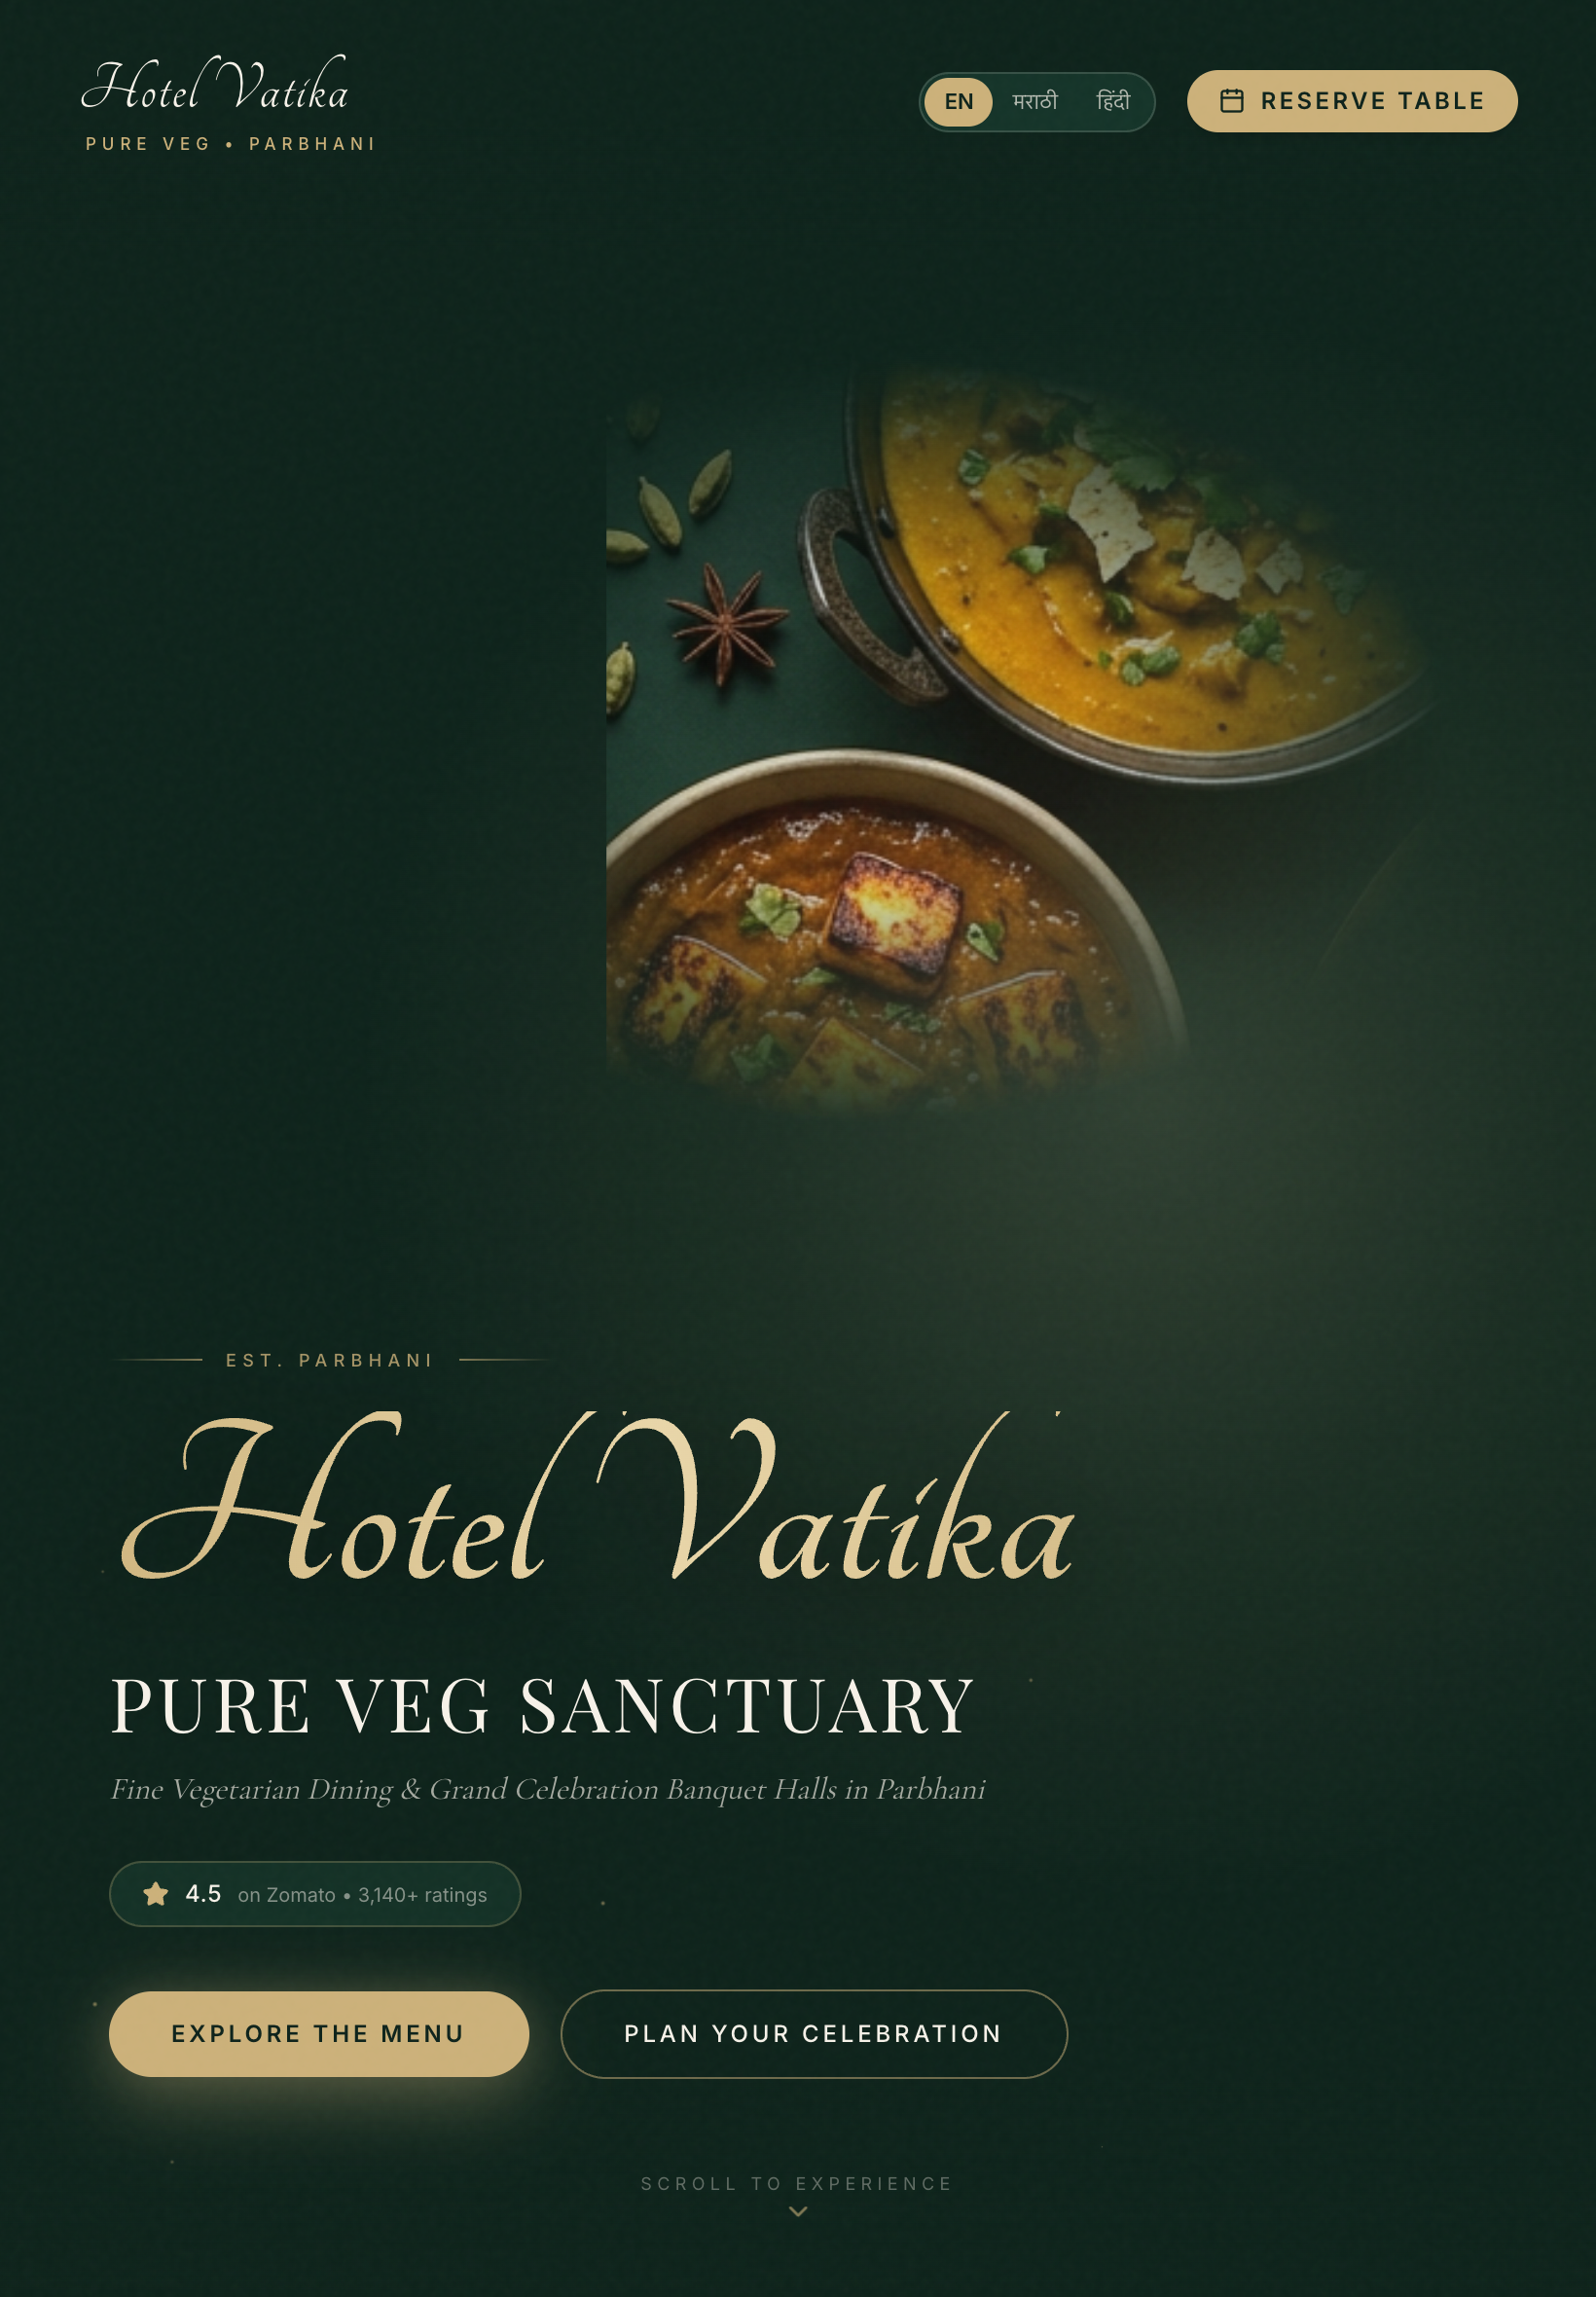 Hotel Vatika
PURE VEG • PARBHANI
EN मराठी हिंदी
RESERVE TABLE
EST. PARBHANI
Hotel Vatika
PURE VEG SANCTUARY
Fine Vegetarian Dining & Grand Celebration Banquet Halls in Parbhani
4.5 on Zomato • 3,140+ ratings
EXPLORE THE MENU
PLAN YOUR CELEBRATION
SCROLL TO EXPERIENCE